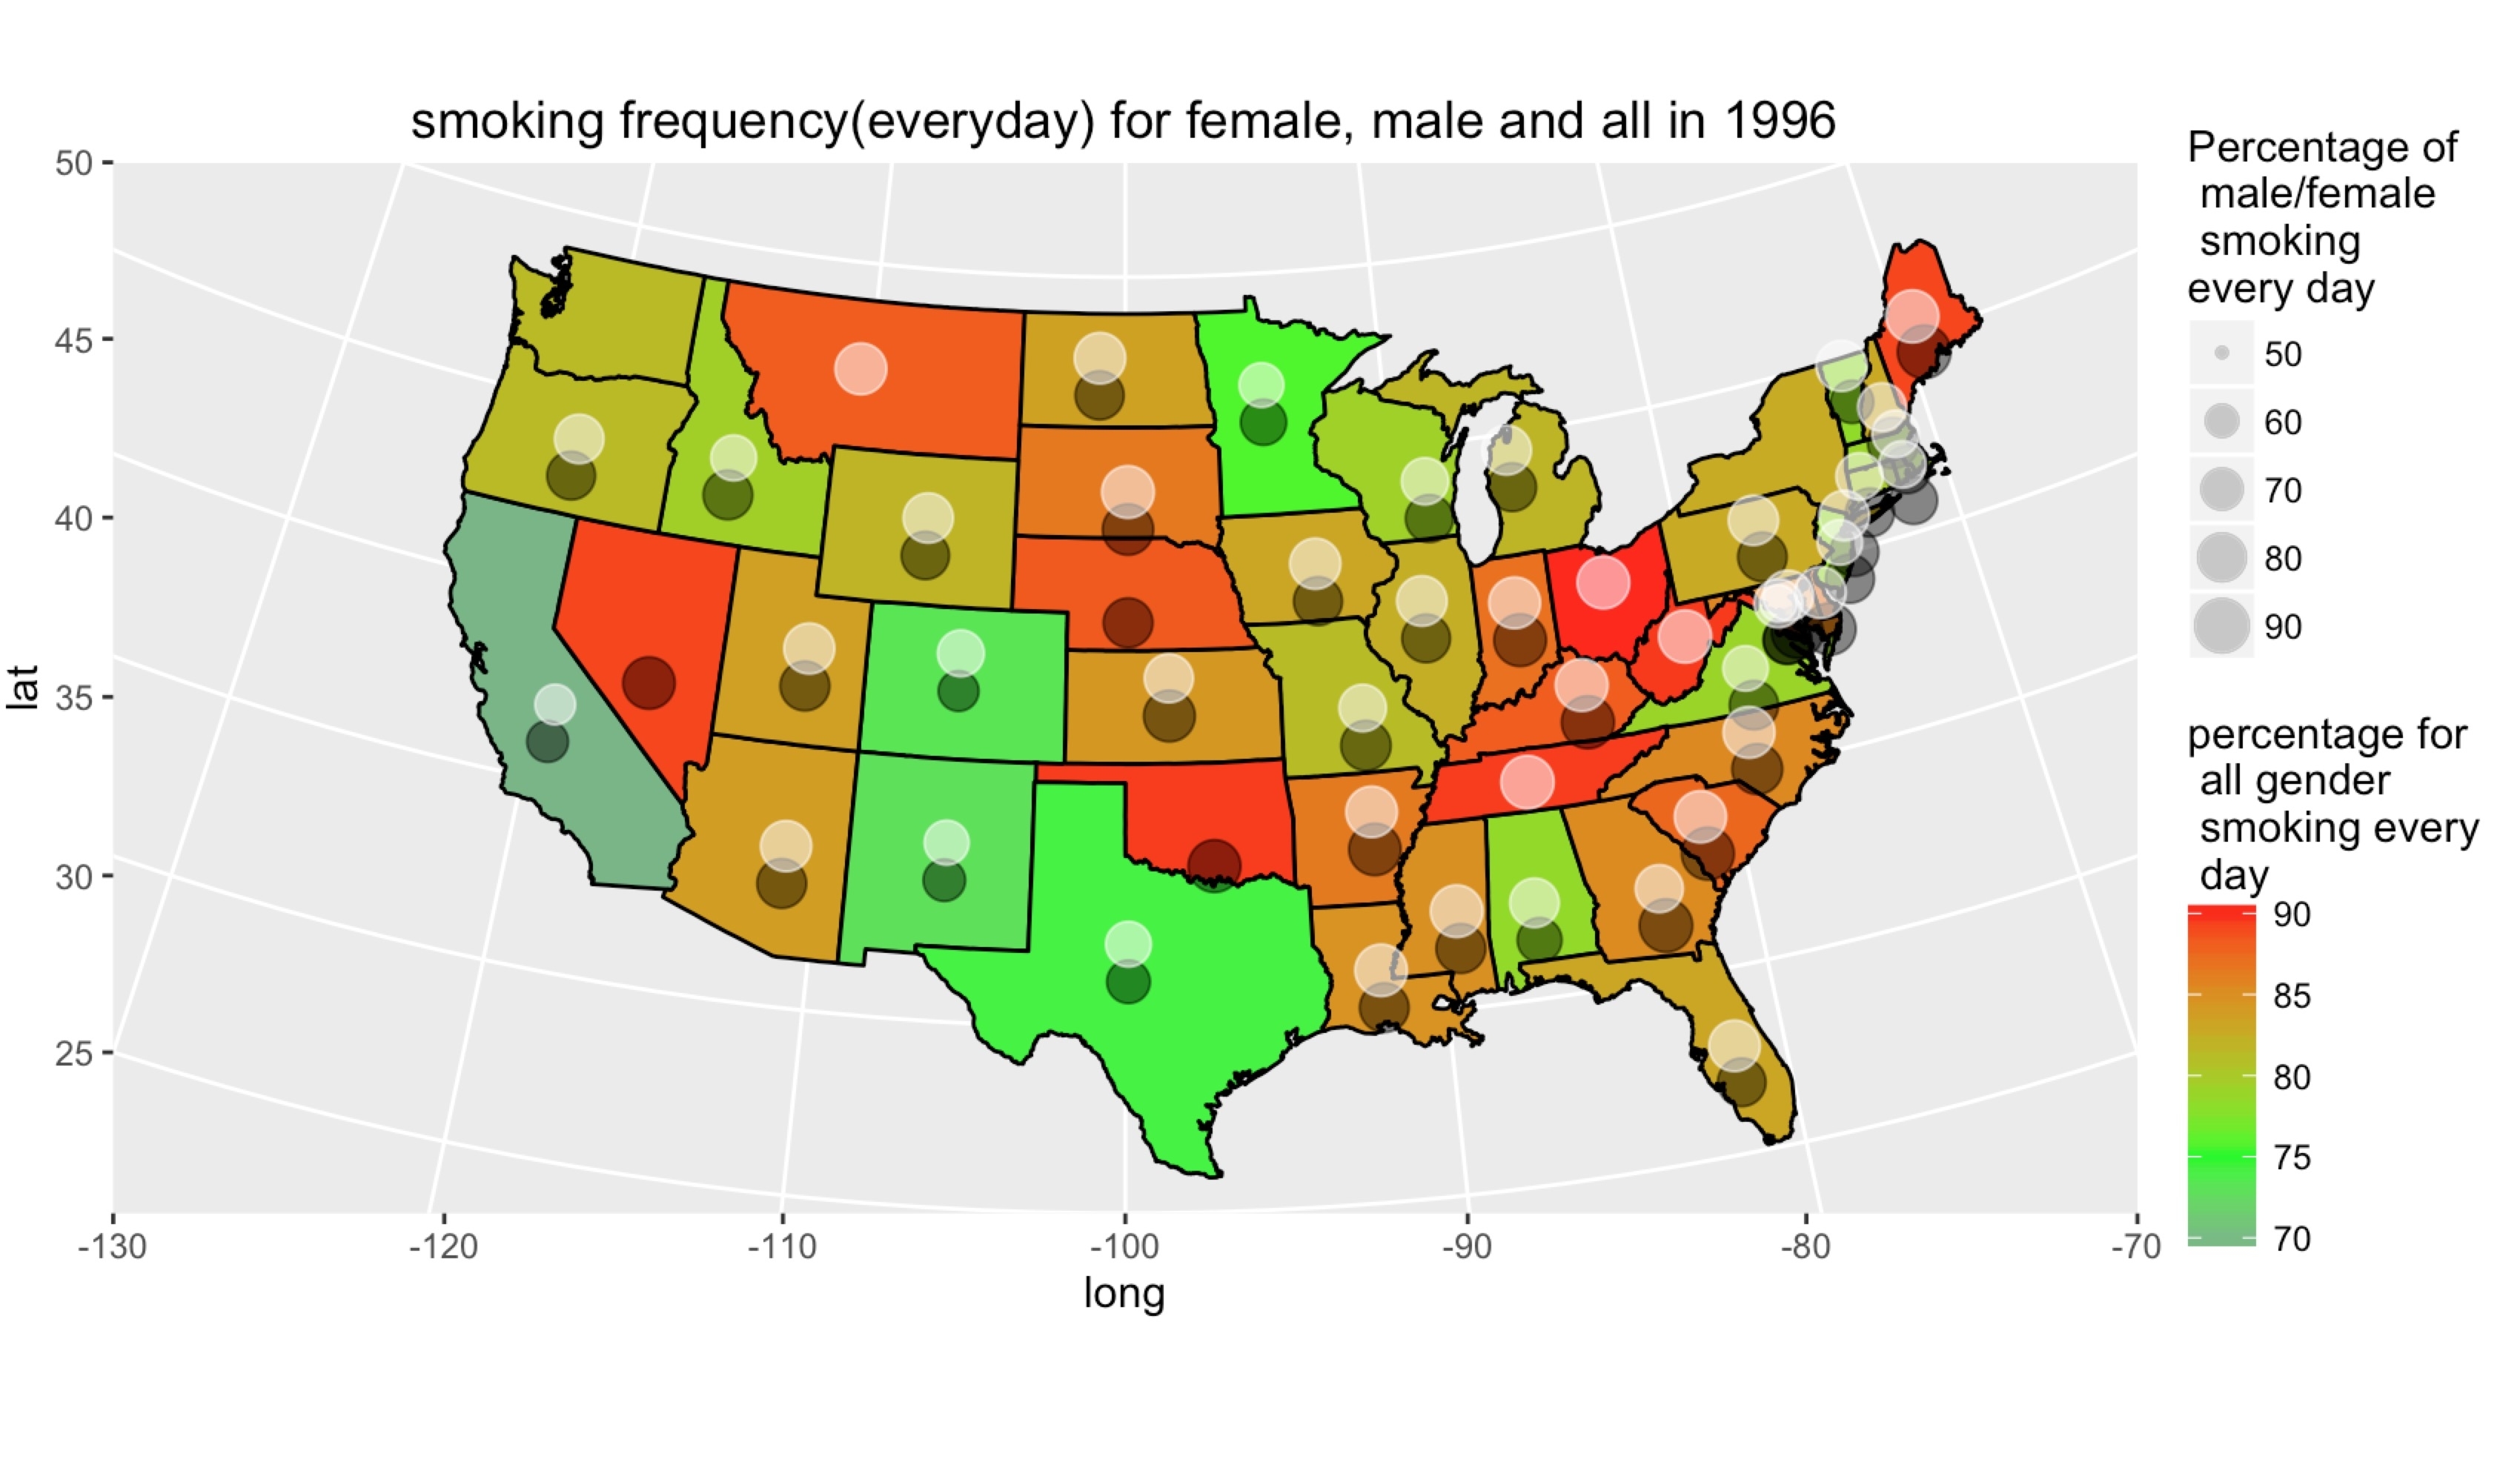 smoking frequency(everyday) for female, male and all in 1996
50
45
40
35
30
25
lat
-130
-120
-110
-100
-90
-80
-70
long
Percentage of
male/female
smoking
every day
50
60
70
80
90
percentage for
all gender
smoking every
day
90
85
80
75
70